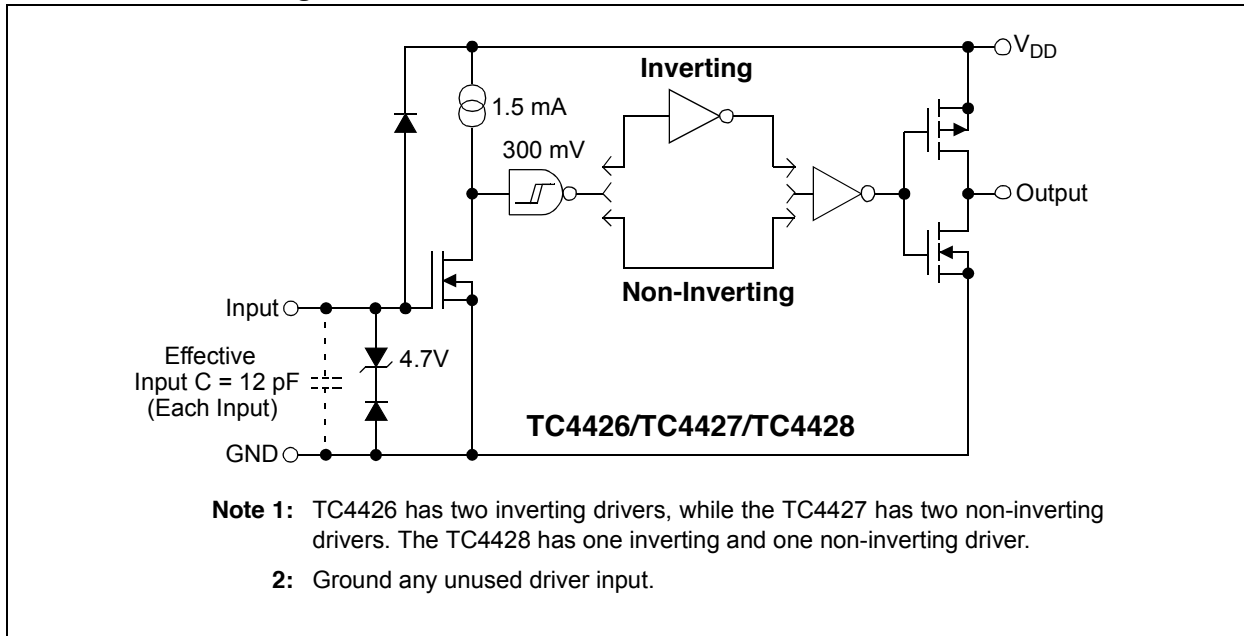 V_DD
Inverting
1.5 mA
300 mV
Output
Non-Inverting
Input
4.7V
Effective
Input C = 12 pF
(Each Input)
TC4426/TC4427/TC4428
GND
Note 1: TC4426 has two inverting drivers, while the TC4427 has two non-inverting
drivers. The TC4428 has one inverting and one non-inverting driver.
2: Ground any unused driver input.